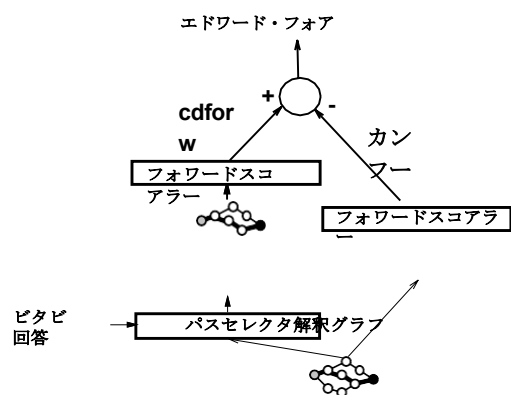 エドワード・フォア
+
-
cdfor
w
カン
フー
フォワードスコ
アラー
フォワードスコアラ
ー
ビタビ
回答
パスセレクタ解釈グラフ